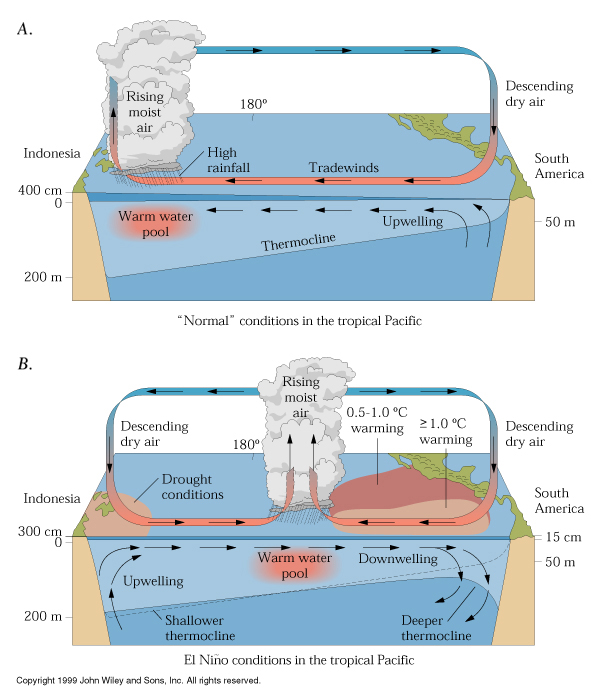 A.
Rising
moist
air
180º
Descending
dry air
Indonesia
High
rainfall
Tradewinds
South
America
400 cm
0
Warm water
pool
Upwelling
50 m
Thermocline
200 m
“Normal” conditions in the tropical Pacific
B.
Rising
moist
air
0.5-1.0 ºC
warming
≥1.0 ºC
warming
Descending
dry air
180º
Descending
dry air
Drought
conditions
Indonesia
South
America
300 cm
0
15 cm
50 m
Warm water
pool
Downwelling
Upwelling
200 m
Shallower
thermocline
Deeper
thermocline
El Niño conditions in the tropical Pacific
Copyright 1999 John Wiley and Sons, Inc. All rights reserved.